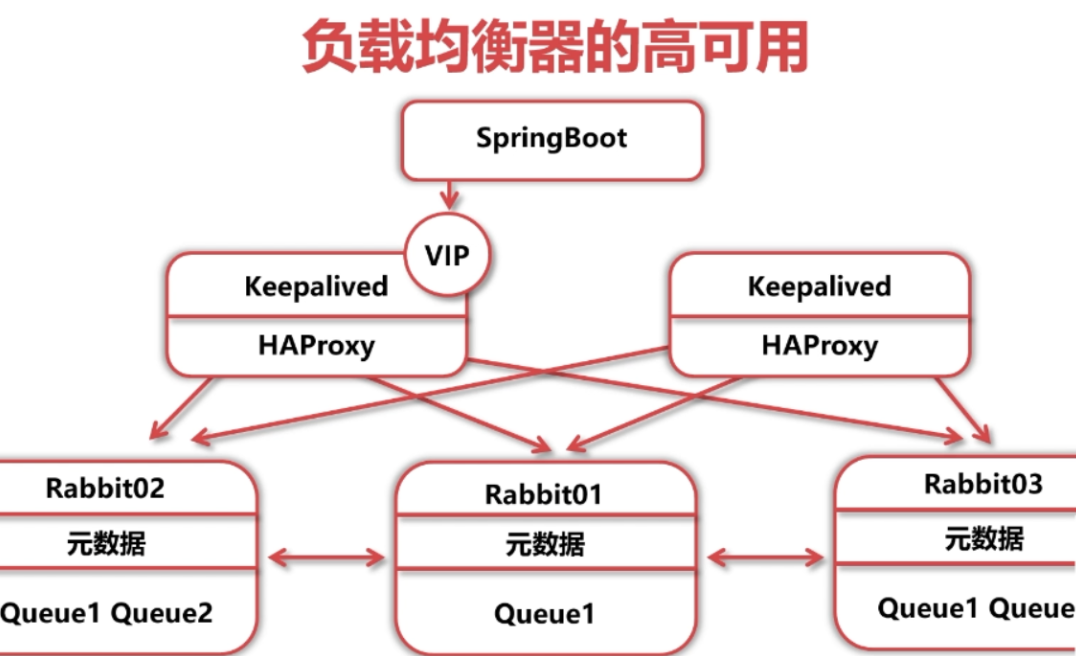 负载均衡器的高可用
SpringBoot
VIP
Keepalived
Keepalived
HAProxy
HAProxy
Rabbit02
Rabbit01
Rabbit03
元数据
元数据
元数据
Queue1 Queue2
Queue1
Queue1 Queue